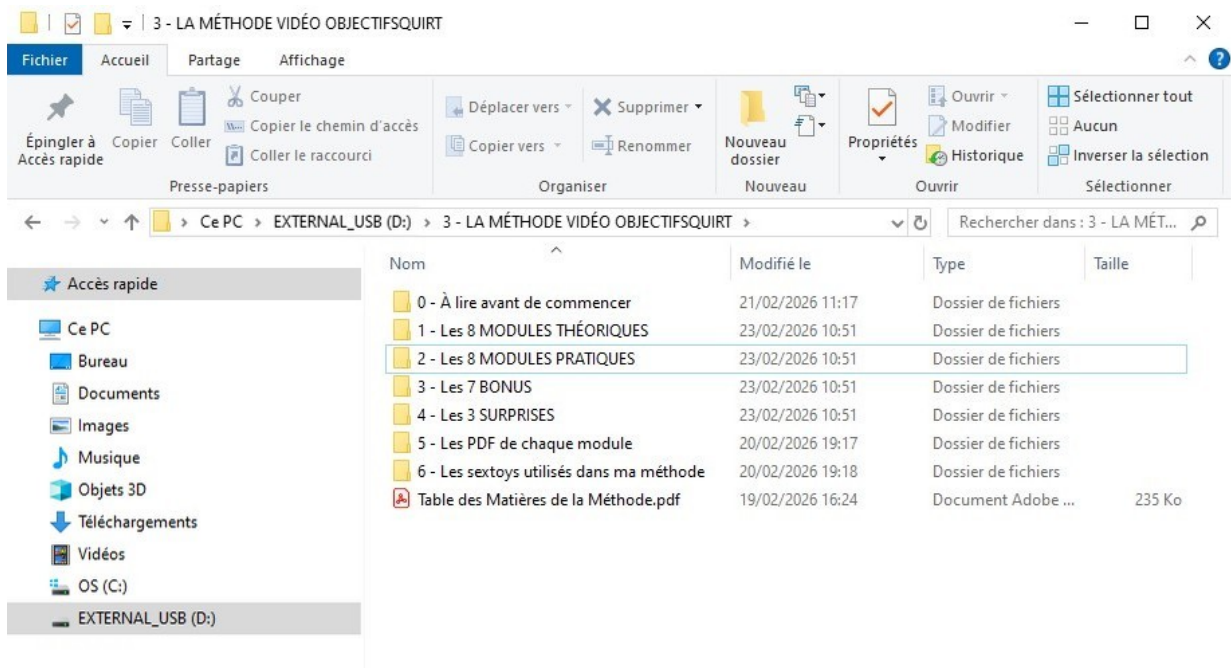 3 - LA MÉTHODE VIDÉO OBJECTIFSQUIRT
Fichier Accueil Partage Affichage
Épingler à Accès rapide
Copier
Coller
Couper
Copier le chemin d'accès
Coller le raccourci
Presse-papiers
Déplacer vers
Copier vers
Supprimer
Renommer
Organiser
Nouveau dossier
Nouveau
Propriétés
Ouvrir
Modifier
Historique
Ouvrir
Sélectionner tout
Aucun
Inverser la sélection
Sélectionner
Ce PC > EXTERNAL_USB (D:) > 3 - LA MÉTHODE VIDÉO OBJECTIFSQUIRT >
Rechercher dans : 3 - LA MÉT...
Accès rapide
Ce PC
Bureau
Documents
Images
Musique
Objets 3D
Téléchargements
Vidéos
OS (C:)
EXTERNAL_USB (D:)
Nom Modifié le Type Taille
0 - À lire avant de commencer 21/02/2026 11:17 Dossier de fichiers
1 - Les 8 MODULES THÉORIQUES 23/02/2026 10:51 Dossier de fichiers
2 - Les 8 MODULES PRATIQUES 23/02/2026 10:51 Dossier de fichiers
3 - Les 7 BONUS 23/02/2026 10:51 Dossier de fichiers
4 - Les 3 SURPRISES 23/02/2026 10:51 Dossier de fichiers
5 - Les PDF de chaque module 20/02/2026 19:17 Dossier de fichiers
6 - Les sextoys utilisés dans ma méthode 20/02/2026 19:18 Dossier de fichiers
Table des Matières de la Méthode.pdf 19/02/2026 16:24 Document Adobe ... 235 Ko